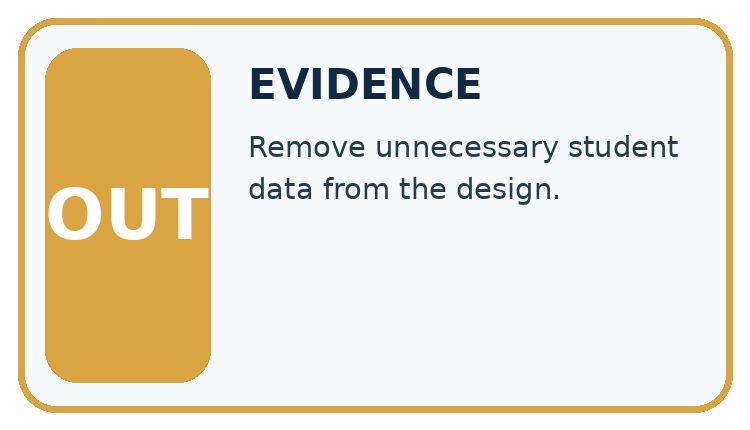 OUT
EVIDENCE
Remove unnecessary student
data from the design.